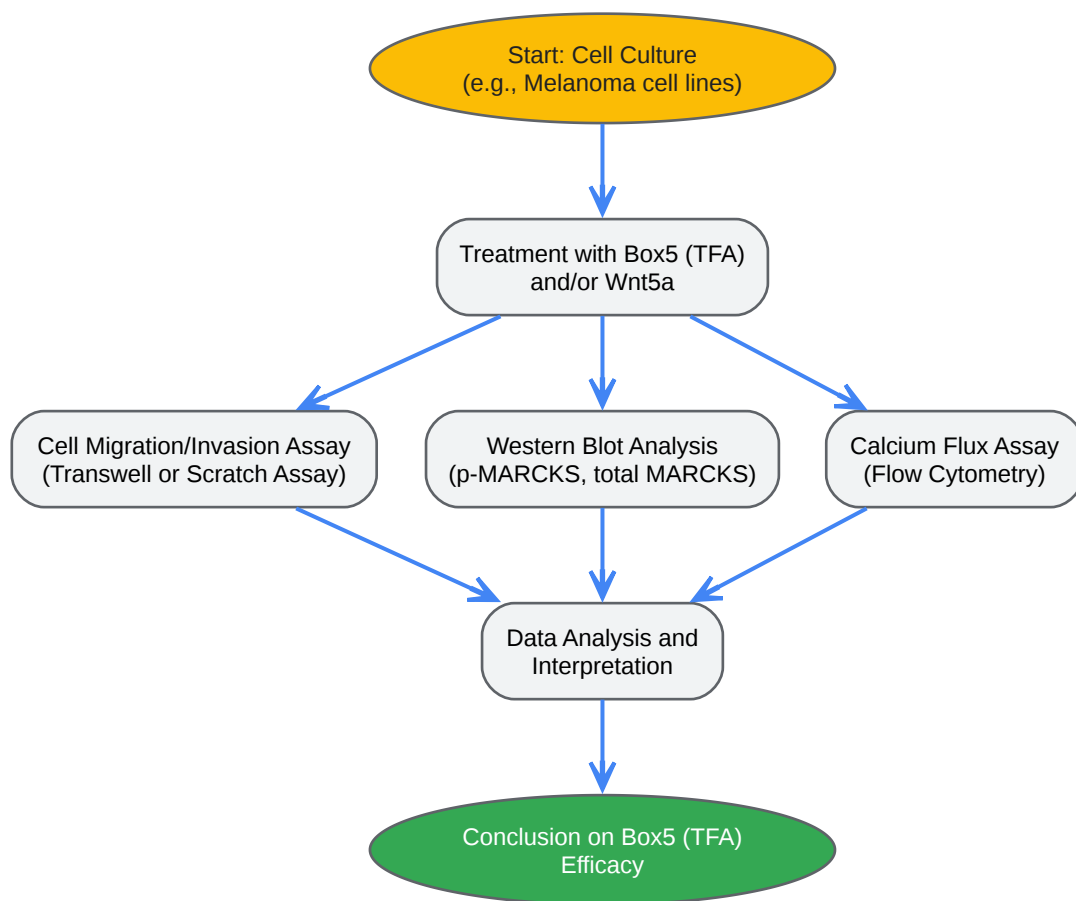 Start: Cell Culture
(e.g., Melanoma cell lines)
Treatment with Box5 (TFA)
and/or Wnt5a
Cell Migration/Invasion Assay
(Transwell or Scratch Assay)
Western Blot Analysis
(p-MARCKS, total MARCKS)
Calcium Flux Assay
(Flow Cytometry)
Data Analysis and
Interpretation
Conclusion on Box5 (TFA)
Efficacy